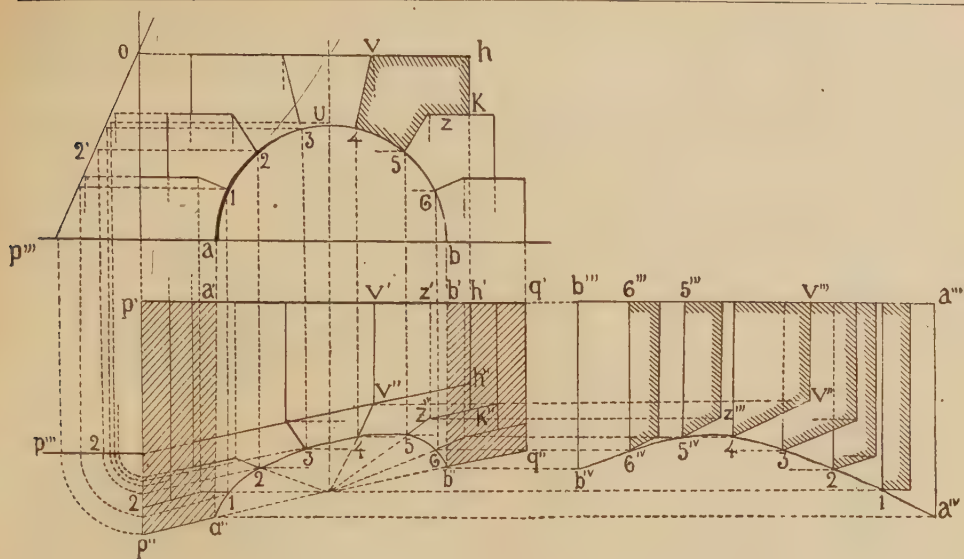 O V h
K
U Z
2' 2 3 4 5
1 6
p''' a b
p' a' V' z' b' h' q' b''' 6''' 5''' V''' a'''
h''
V'' V''''
z'' K'' z'''
p''' 2 3 4 5 6 q'' 6'v 5'v 4 3
2 1 2 b'' b'v 2 1
a'' a'v
p''